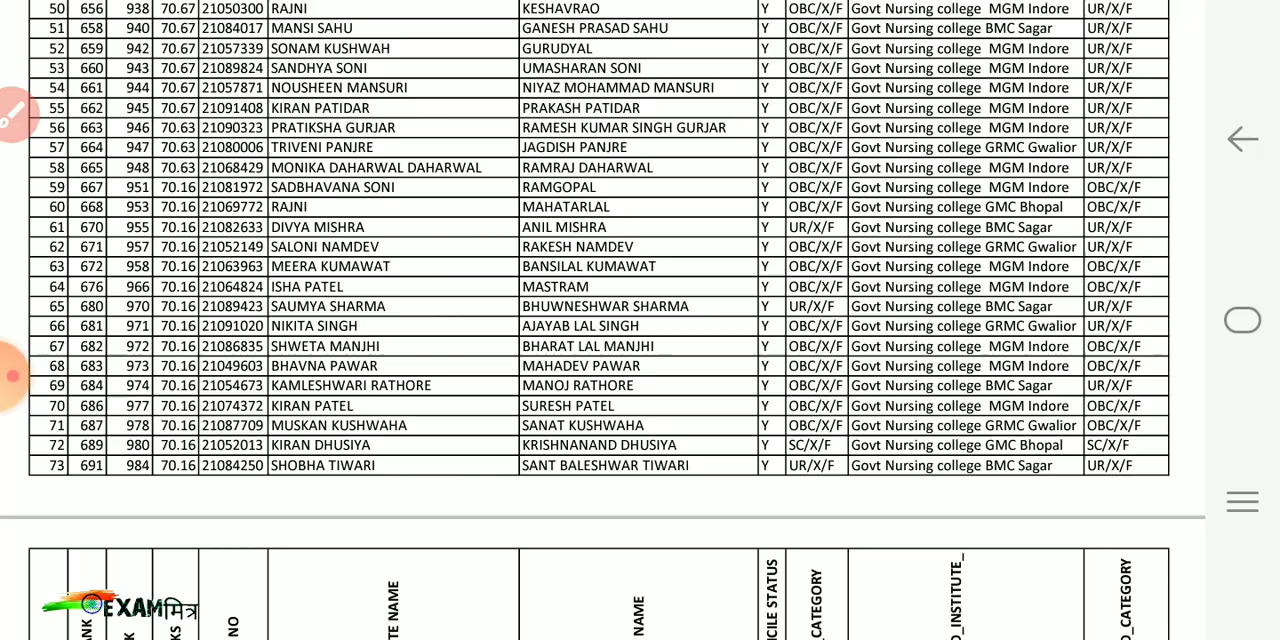 50 656 938 70.67 21050300 RAJNI KESHAVRAO Y OBC/X/F Govt Nursing college MGM Indore UR/X/F
51 658 940 70.67 21084017 MANSI SAHU GANESH PRASAD SAHU Y OBC/X/F Govt Nursing college BMC Sagar UR/X/F
52 659 942 70.67 21057339 SONAM KUSHWAH GURUDYAL Y OBC/X/F Govt Nursing college MGM Indore UR/X/F
53 660 943 70.67 21089824 SANDHYA SONI UMASHARAN SONI Y OBC/X/F Govt Nursing college MGM Indore UR/X/F
54 661 944 70.67 21057871 NOUSHEEN MANSURI NIYAZ MOHAMMAD MANSURI Y OBC/X/F Govt Nursing college MGM Indore UR/X/F
55 662 945 70.67 21091408 KIRAN PATIDAR PRAKASH PATIDAR Y OBC/X/F Govt Nursing college MGM Indore UR/X/F
56 663 946 70.63 21090323 PRATIKSHA GURJAR RAMESH KUMAR SINGH GURJAR Y OBC/X/F Govt Nursing college MGM Indore UR/X/F
57 664 947 70.63 21080006 TRIVENI PANJRE JAGDISH PANJRE Y OBC/X/F Govt Nursing college GRMC Gwalior UR/X/F
58 665 948 70.63 21068429 MONIKA DAHARWAL DAHARWAL RAMRAJ DAHARWAL Y OBC/X/F Govt Nursing college MGM Indore UR/X/F
59 667 951 70.16 21081972 SADBHAVANA SONI RAMGOPAL Y OBC/X/F Govt Nursing college MGM Indore OBC/X/F
60 668 953 70.16 21069772 RAJNI MAHATARLAL Y OBC/X/F Govt Nursing college GMC Bhopal OBC/X/F
61 670 955 70.16 21082633 DIVYA MISHRA ANIL MISHRA Y UR/X/F Govt Nursing college BMC Sagar UR/X/F
62 671 957 70.16 21052149 SALONI NAMDEV RAKESH NAMDEV Y OBC/X/F Govt Nursing college GRMC Gwalior UR/X/F
63 672 958 70.16 21063963 MEERA KUMAWAT BANSILAL KUMAWAT Y OBC/X/F Govt Nursing college MGM Indore OBC/X/F
64 676 966 70.16 21064824 ISHA PATEL MASTRAM Y OBC/X/F Govt Nursing college MGM Indore OBC/X/F
65 680 970 70.16 21089423 SAUMYA SHARMA BHUWNESHWAR SHARMA Y UR/X/F Govt Nursing college BMC Sagar UR/X/F
66 681 971 70.16 21091020 NIKITA SINGH AJAYAB LAL SINGH Y OBC/X/F Govt Nursing college GRMC Gwalior UR/X/F
67 682 972 70.16 21086835 SHWETA MANJHI BHARAT LAL MANJHI Y OBC/X/F Govt Nursing college MGM Indore OBC/X/F
68 683 973 70.16 21049603 BHAVNA PAWAR MAHADEV PAWAR Y OBC/X/F Govt Nursing college MGM Indore OBC/X/F
69 684 974 70.16 21054673 KAMLESHWARI RATHORE MANOJ RATHORE Y OBC/X/F Govt Nursing college BMC Sagar UR/X/F
70 686 977 70.16 21074372 KIRAN PATEL SURESH PATEL Y OBC/X/F Govt Nursing college MGM Indore OBC/X/F
71 687 978 70.16 21087709 MUSKAN KUSHWAHA SANAT KUSHWAHA Y OBC/X/F Govt Nursing college GRMC Gwalior OBC/X/F
72 689 980 70.16 21052013 KIRAN DHUSIYA KRISHNANAND DHUSIYA Y SC/X/F Govt Nursing college GMC Bhopal SC/X/F
73 691 984 70.16 21084250 SHOBHA TIWARI SANT BALESHWAR TIWARI Y UR/X/F Govt Nursing college BMC Sagar UR/X/F
NO TE NAME NAME CILE STATUS _CATEGORY D_INSTITUTE_ D_CATEGORY
EXAMमित्र